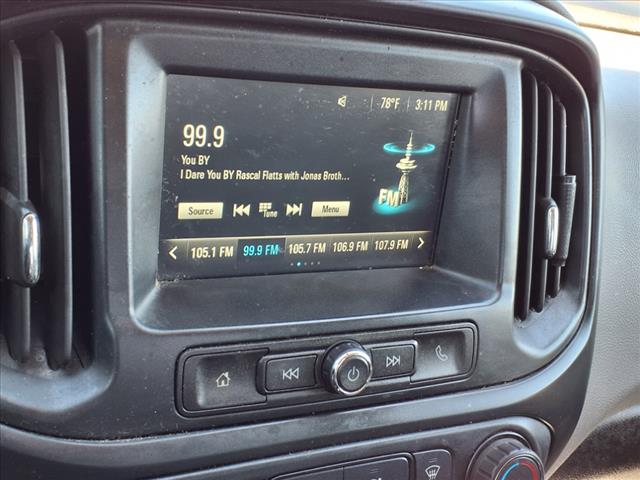 78°F 3:11 PM
99.9
You BY
I Dare You BY Rascal Flatts with Jonas Broth...
Source Tune Menu
FM
105.1 FM 99.9 FM 105.7 FM 106.9 FM 107.9 FM